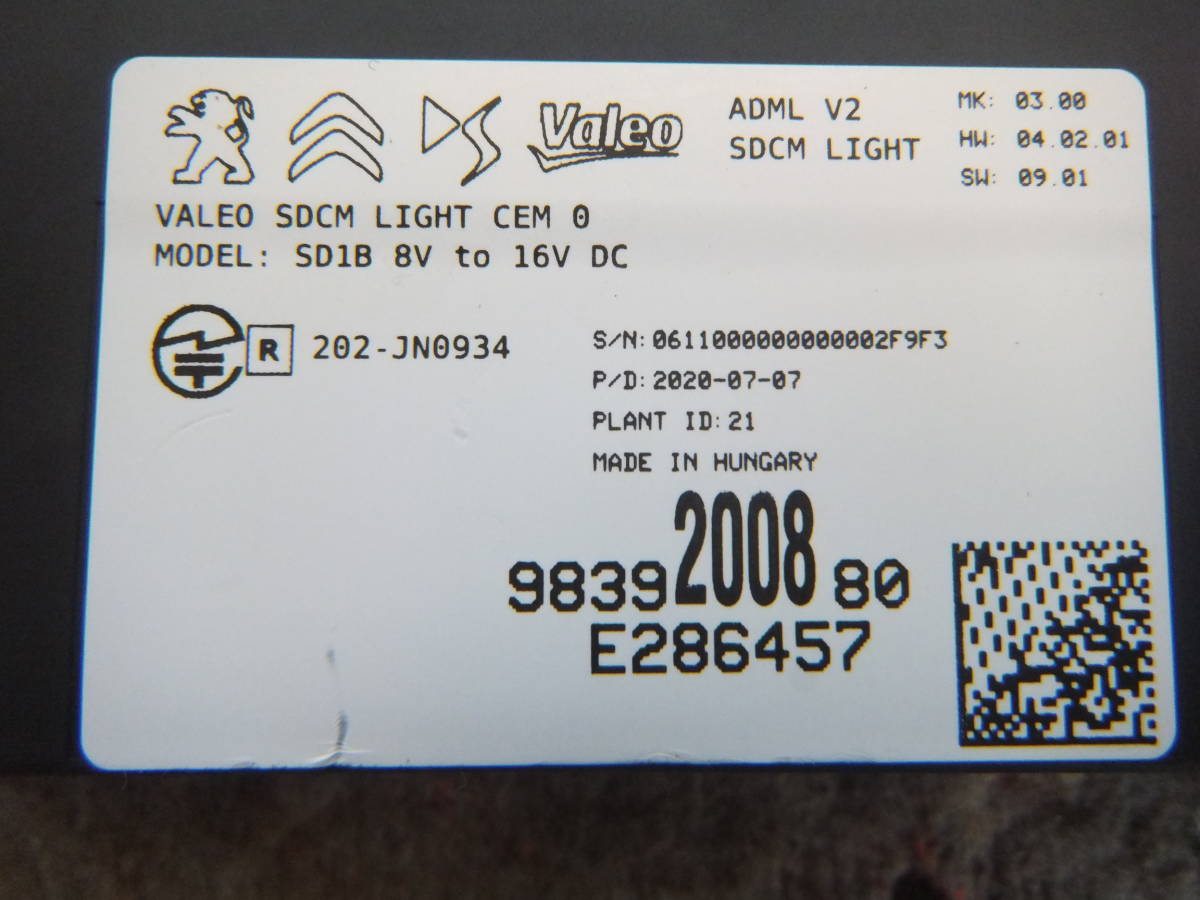 DS Valeo
ADML V2
SDCM LIGHT
MK: 03.00
HW: 04.02.01
SW: 09.01
VALEO SDCM LIGHT CEM 0
MODEL: SD1B 8V to 16V DC
R 202-JN0934
S/N: 0611000000000002F9F3
P/D: 2020-07-07
PLANT ID: 21
MADE IN HUNGARY
9839200880
E286457